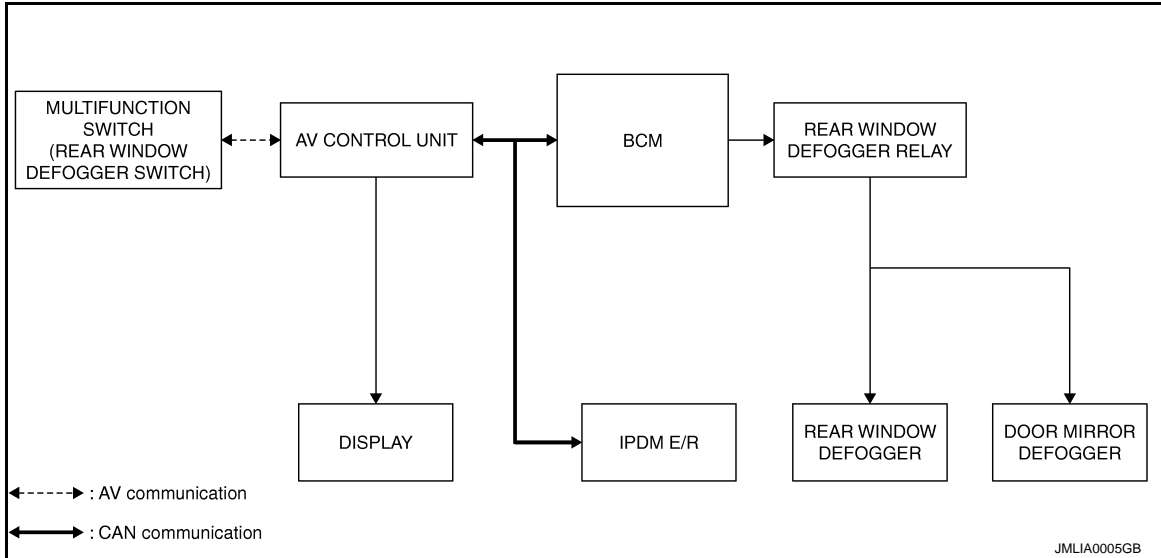 MULTIFUNCTION
SWITCH
(REAR WINDOW
DEFOGGER SWITCH)
AV CONTROL UNIT
BCM
REAR WINDOW
DEFOGGER RELAY
DISPLAY
IPDM E/R
REAR WINDOW
DEFOGGER
DOOR MIRROR
DEFOGGER
: AV communication
: CAN communication
JMLIA0005GB